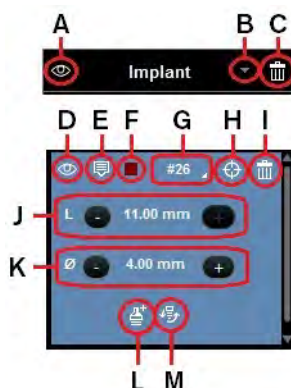 A B C
Implant
D E F G H I
#26
J L - 11.00 mm +
K Ø - 4.00 mm +
L M